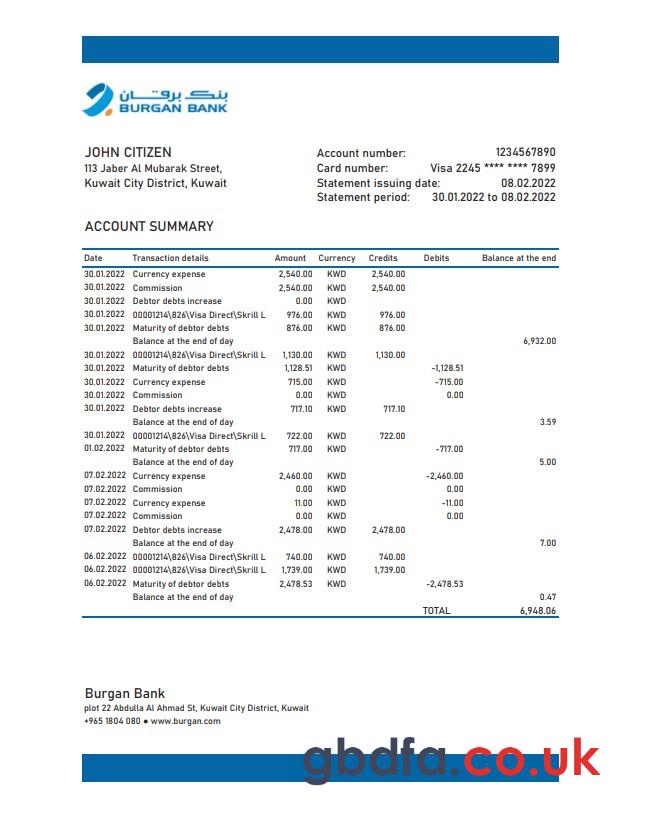 بنك برقان
BURGAN BANK
JOHN CITIZEN
113 Jaber Al Mubarak Street,
Kuwait City District, Kuwait
Account number: 1234567890
Card number: Visa 2245 **** **** 7899
Statement issuing date: 08.02.2022
Statement period: 30.01.2022 to 08.02.2022
ACCOUNT SUMMARY
Date Transaction details Amount Currency Credits Debits Balance at the end
30.01.2022 Currency expense 2,540.00 KWD 2,540.00
30.01.2022 Commission 2,540.00 KWD 2,540.00
30.01.2022 Debtor debts increase 0.00 KWD
30.01.2022 00001214\826\Visa Direct\Skrill L 976.00 KWD 976.00
30.01.2022 Maturity of debtor debts 876.00 KWD 876.00
Balance at the end of day 6,932.00
30.01.2022 00001214\826\Visa Direct\Skrill L 1,130.00 KWD 1,130.00
30.01.2022 Maturity of debtor debts 1,128.51 KWD -1,128.51
30.01.2022 Currency expense 715.00 KWD -715.00
30.01.2022 Commission 0.00 KWD 0.00
30.01.2022 Debtor debts increase 717.10 KWD 717.10
Balance at the end of day 3.59
30.01.2022 00001214\826\Visa Direct\Skrill L 722.00 KWD 722.00
01.02.2022 Maturity of debtor debts 717.00 KWD -717.00
Balance at the end of day 5.00
07.02.2022 Currency expense 2,460.00 KWD -2,460.00
07.02.2022 Commission 0.00 KWD 0.00
07.02.2022 Currency expense 11.00 KWD -11.00
07.02.2022 Commission 0.00 KWD 0.00
07.02.2022 Debtor debts increase 2,478.00 KWD 2,478.00
Balance at the end of day 7.00
06.02.2022 00001214\826\Visa Direct\Skrill L 740.00 KWD 740.00
06.02.2022 00001214\826\Visa Direct\Skrill L 1,739.00 KWD 1,739.00
06.02.2022 Maturity of debtor debts 2,478.53 KWD -2,478.53
Balance at the end of day 0.47
TOTAL 6,948.06
Burgan Bank
plot 22 Abdulla Al Ahmad St, Kuwait City District, Kuwait
+965 1804 080 ● www.burgan.com
gbdfa.co.uk